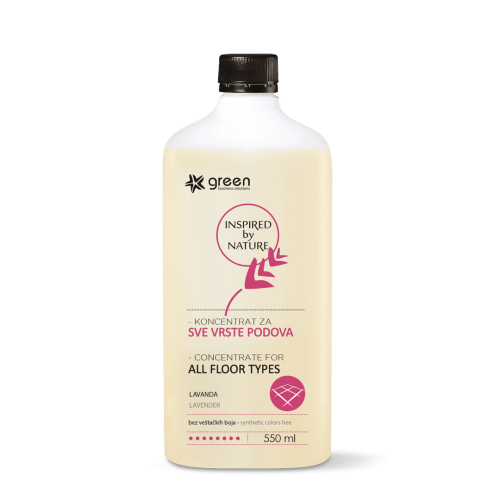 green
business solutions
INSPIRED
by
NATURE
- KONCENTRAT ZA
SVE VRSTE PODOVA
- CONCENTRATE FOR
ALL FLOOR TYPES
LAVANDA
LAVENDER
bez veštačkih boja - synthetic colors free
550 ml